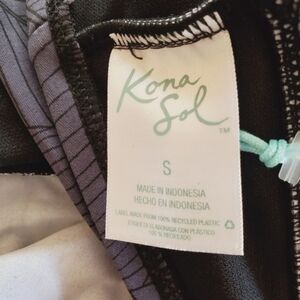 Kona
Sol
TM
S
MADE IN INDONESIA
HECHO EN INDONESIA
LABEL MADE FROM 100% RECYCLED PLASTIC
ETIQUETA ELABORADA CON PLÁSTICO
100 % RECICLADO